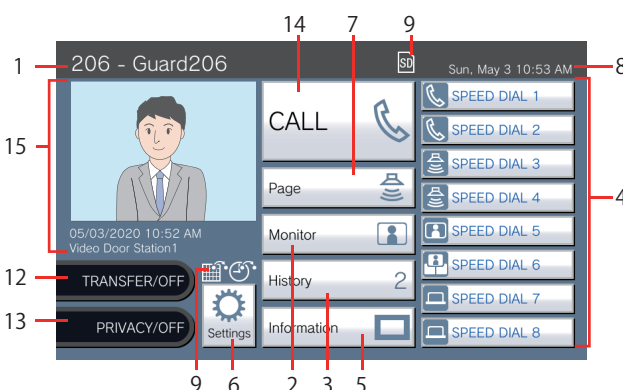 14 7 9
1 206 - Guard206 SD Sun, May 3 10:53 AM 8
CALL
SPEED DIAL 1
SPEED DIAL 2
15
Page
SPEED DIAL 3
SPEED DIAL 4
4
05/03/2020 10:52 AM
Video Door Station1
Monitor
SPEED DIAL 5
SPEED DIAL 6
12 TRANSFER/OFF
History 2
SPEED DIAL 7
13 PRIVACY/OFF
Settings
Information
SPEED DIAL 8
9 6 2 3 5